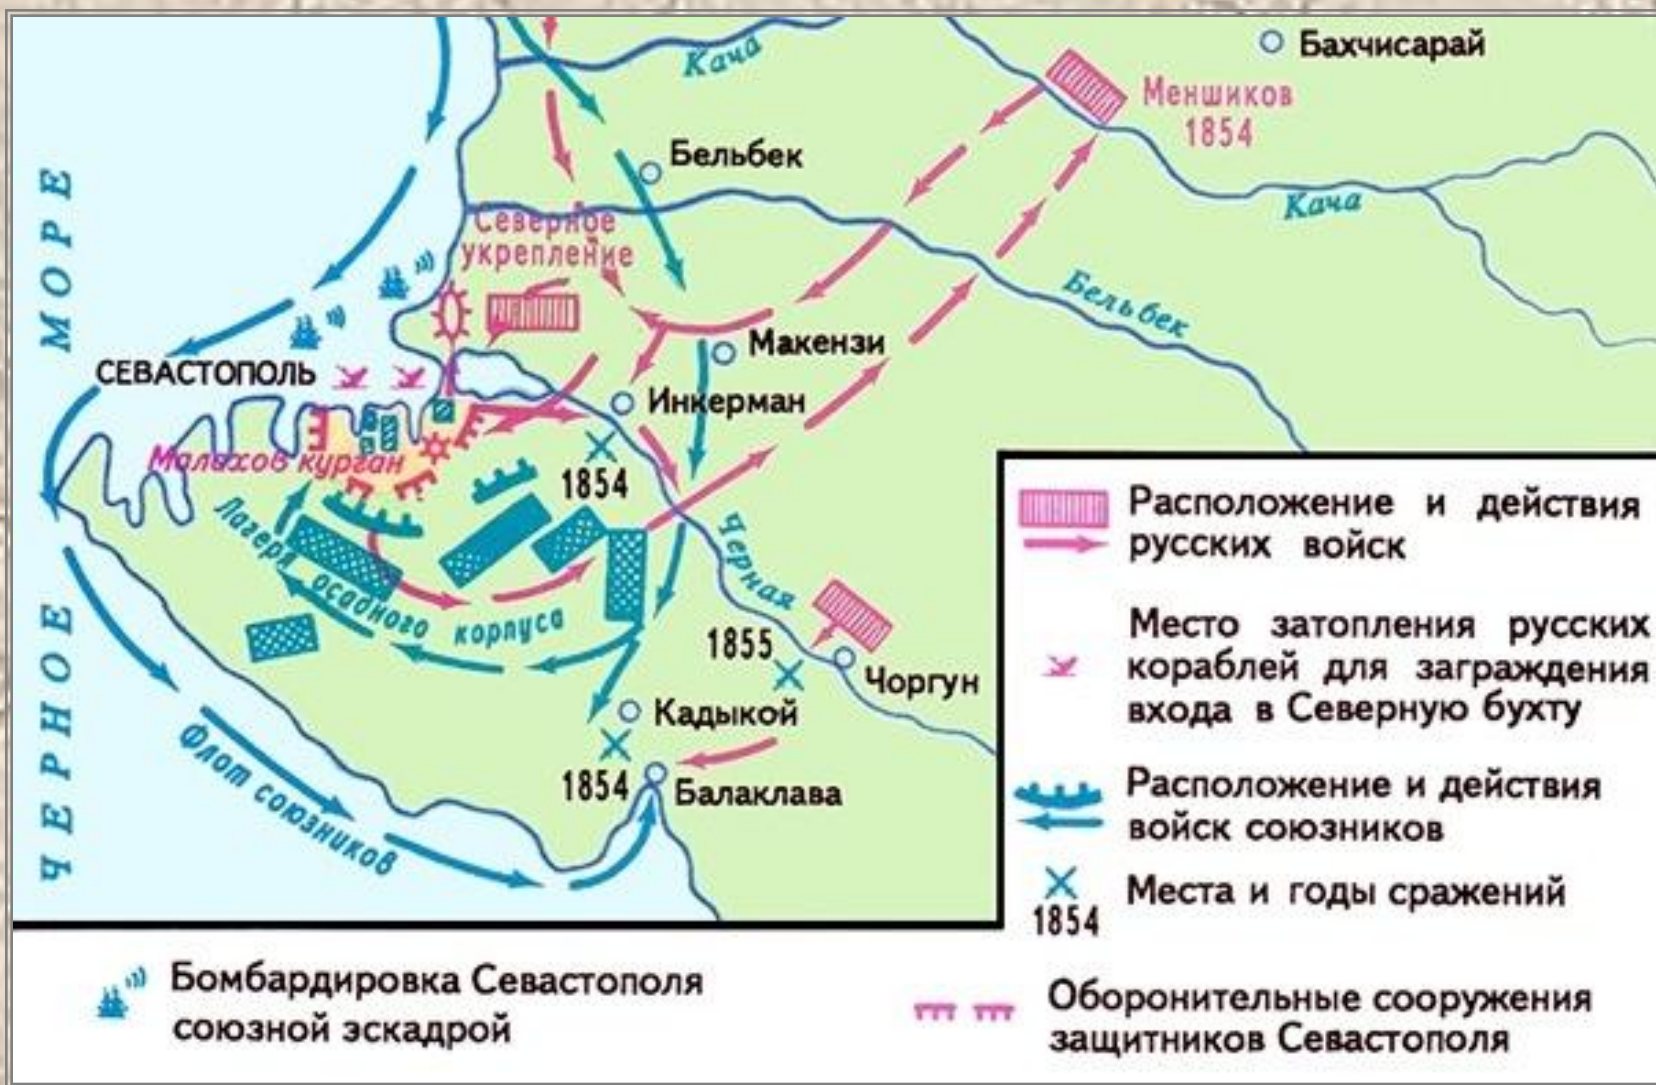 Бахчисарай
Кача
Меншиков
1854
Бельбек
Кача
Северное
укрепление
Бельбек
МОРЕ
Макензи
СЕВАСТОПОЛЬ
Инкерман
Малахов курган
1854
Лагеря осадного корпуса
Черная
1855
Чоргун
Кадыкой
ЧЕРНОЕ
Флот союзников
1854
Балаклава
Расположение и действия
русских войск
Место затопления русских
кораблей для заграждения
входа в Северную бухту
Расположение и действия
войск союзников
1854
Места и годы сражений
Бомбардировка Севастополя
союзной эскадрой
Оборонительные сооружения
защитников Севастополя